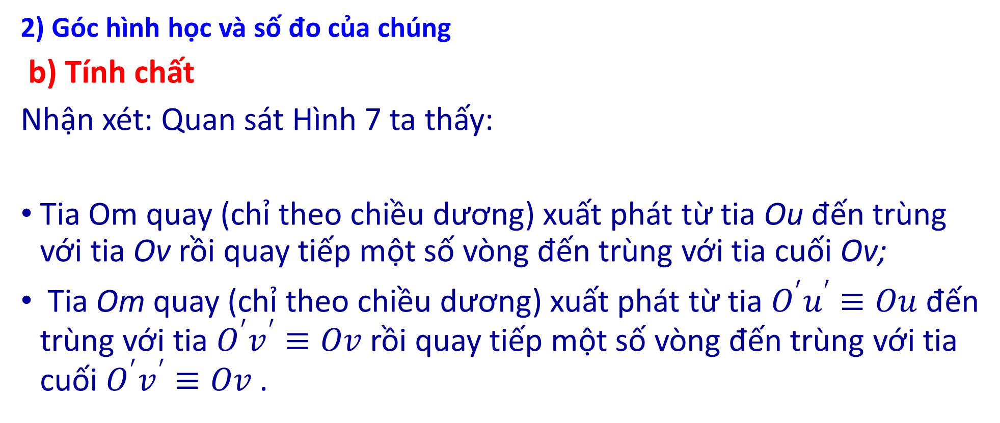 2) Góc hình học và số đo của chúng
b) Tính chất
Nhận xét: Quan sát Hình 7 ta thấy:
• Tia Om quay (chỉ theo chiều dương) xuất phát từ tia Ou đến trùng
với tia Ov rồi quay tiếp một số vòng đến trùng với tia cuối Ov;
• Tia Om quay (chỉ theo chiều dương) xuất phát từ tia O′u′ ≡ Ou đến
trùng với tia O′v′ ≡ Ov rồi quay tiếp một số vòng đến trùng với tia
cuối O′v′ ≡ Ov .